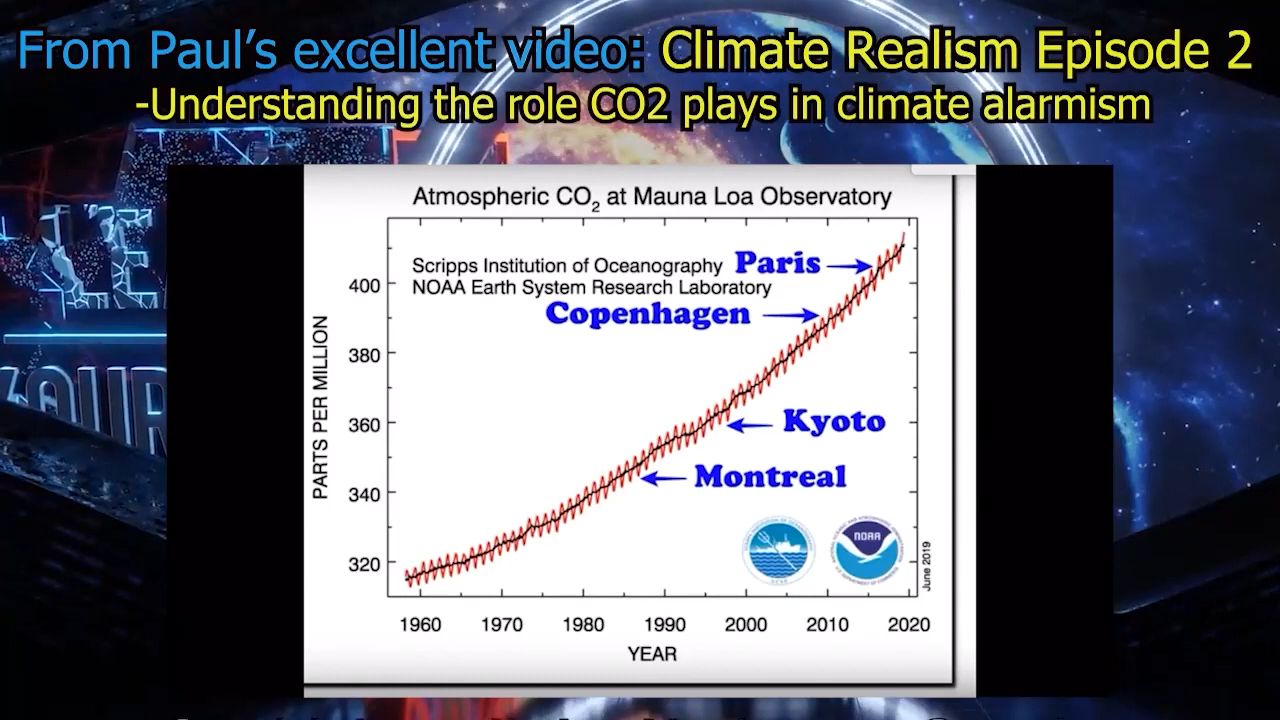 From Paul's excellent video: Climate Realism Episode 2
-Understanding the role CO2 plays in climate alarmism
Atmospheric CO2 at Mauna Loa Observatory
Scripps Institution of Oceanography
NOAA Earth System Research Laboratory
Paris
Copenhagen
Kyoto
Montreal
PARTS PER MILLION
400
380
360
340
320
NOAA
June 2019
1960 1970 1980 1990 2000 2010 2020
YEAR